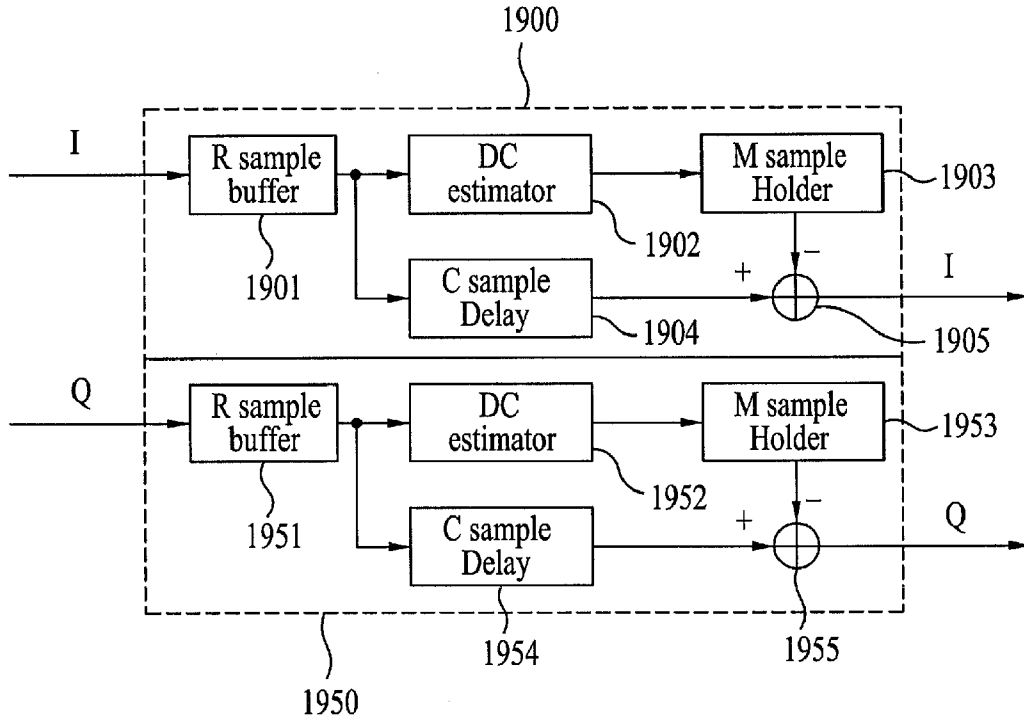 1900
I
R sample
buffer
DC
estimator
M sample
Holder
1903
1901
1902
−
+
I
C sample
Delay
1904
1905
Q
R sample
buffer
DC
estimator
M sample
Holder
1953
1951
1952
−
+
Q
C sample
Delay
1954
1955
1950